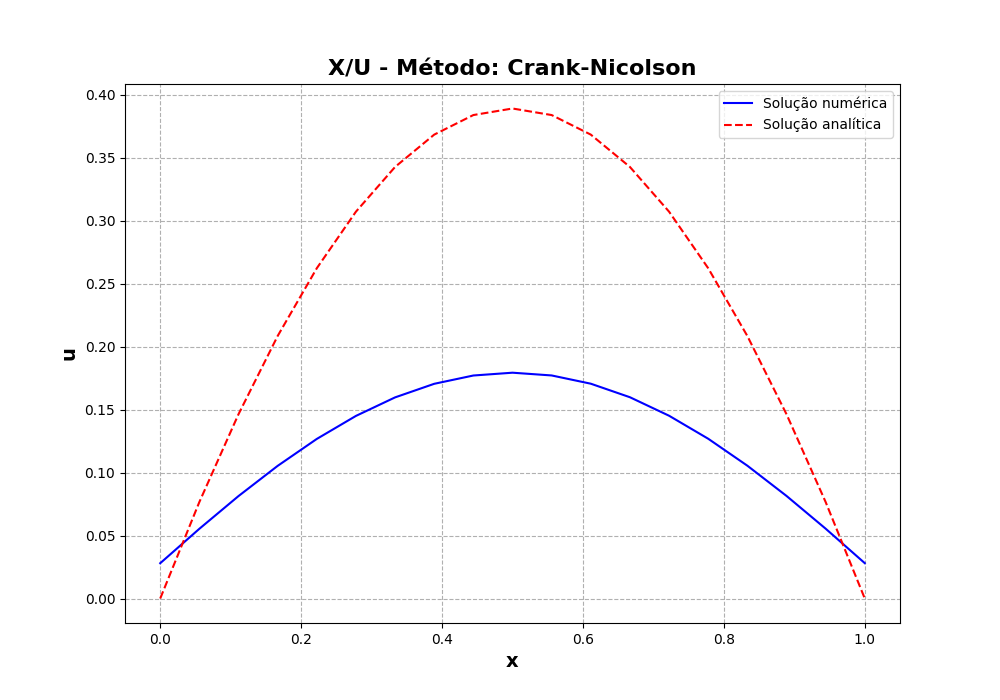 X/U - Método: Crank-Nicolson
Solução numérica
Solução analítica
0.40
0.35
0.30
0.25
0.20
0.15
0.10
0.05
0.00
u
0.0 0.2 0.4 0.6 0.8 1.0
x